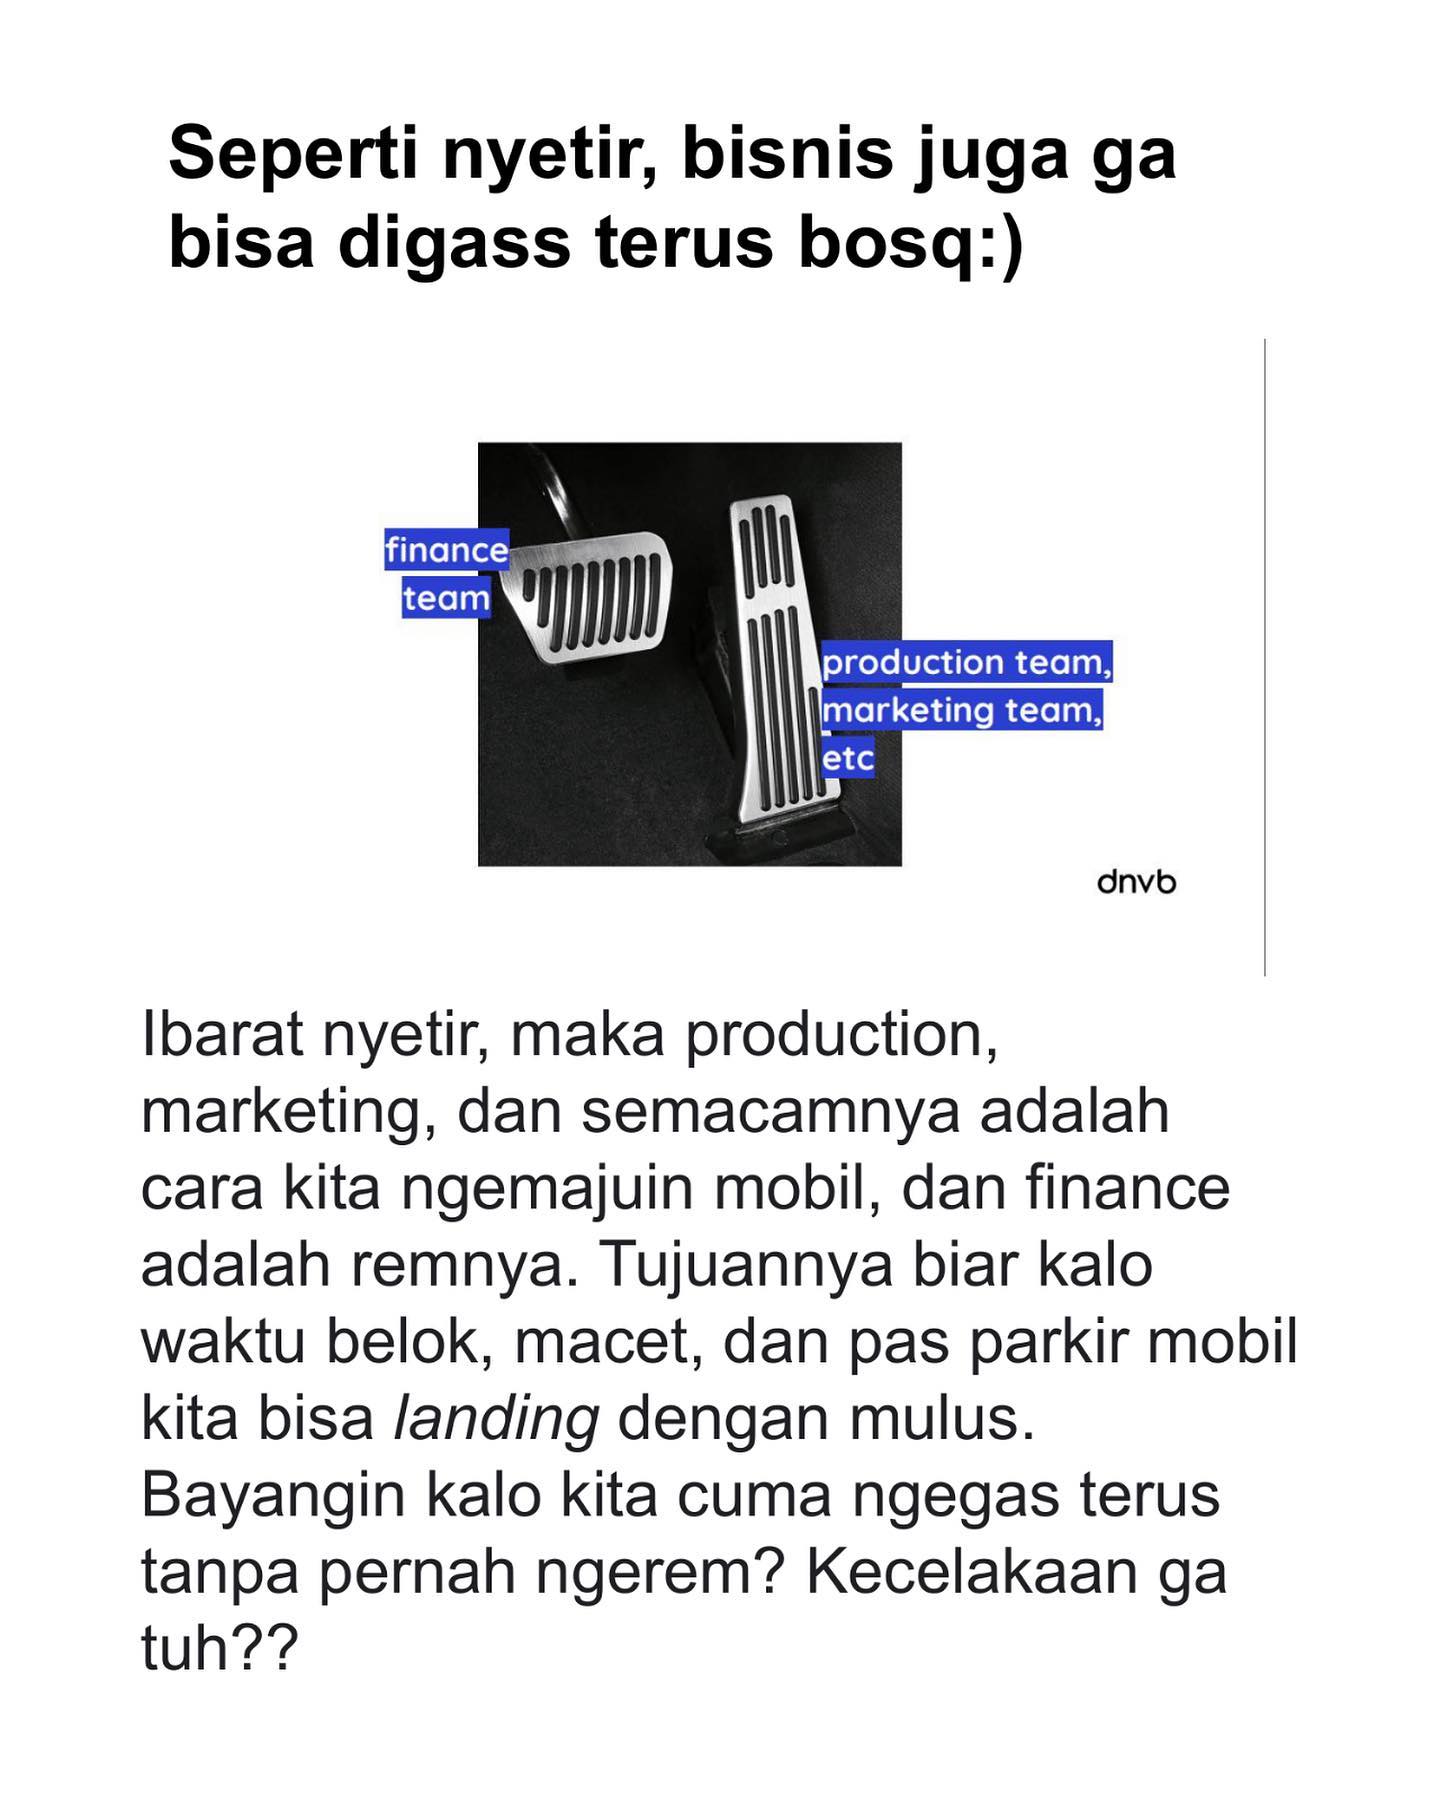 Seperti nyetir, bisnis juga ga
bisa digass terus bosq:)
finance
team
production team,
marketing team,
etc
dnvb
Ibarat nyetir, maka production,
marketing, dan semacamnya adalah
cara kita ngemajuin mobil, dan finance
adalah remnya. Tujuannya biar kalo
waktu belok, macet, dan pas parkir mobil
kita bisa landing dengan mulus.
Bayangin kalo kita cuma ngegas terus
tanpa pernah ngerem? Kecelakaan ga
tuh??